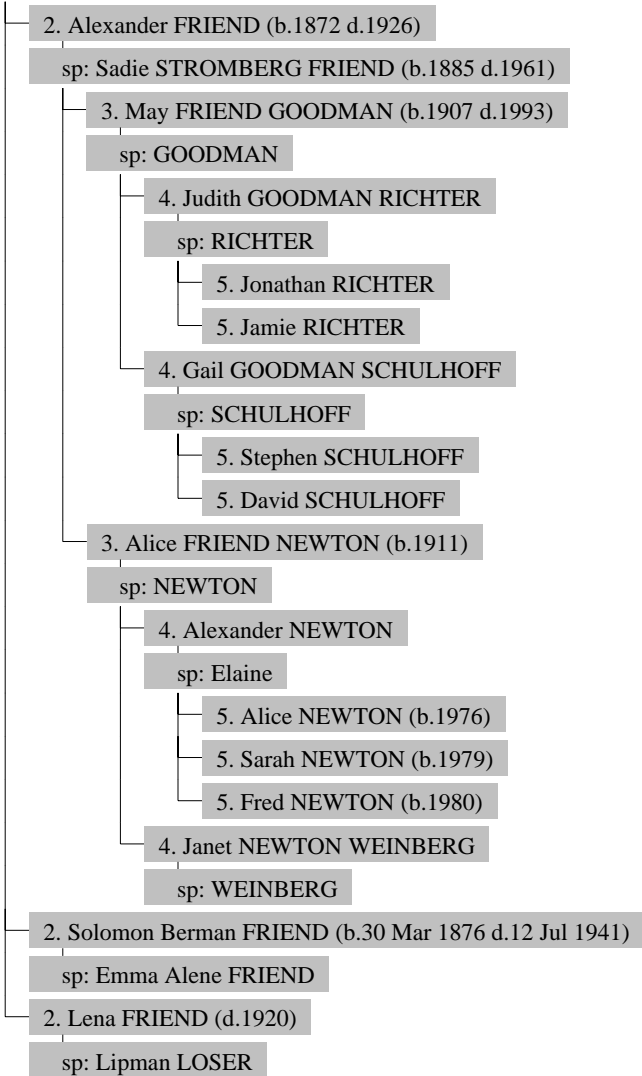 2. Alexander FRIEND (b.1872 d.1926)
sp: Sadie STROMBERG FRIEND (b.1885 d.1961)
3. May FRIEND GOODMAN (b.1907 d.1993)
sp: GOODMAN
4. Judith GOODMAN RICHTER
sp: RICHTER
5. Jonathan RICHTER
5. Jamie RICHTER
4. Gail GOODMAN SCHULHOFF
sp: SCHULHOFF
5. Stephen SCHULHOFF
5. David SCHULHOFF
3. Alice FRIEND NEWTON (b.1911)
sp: NEWTON
4. Alexander NEWTON
sp: Elaine
5. Alice NEWTON (b.1976)
5. Sarah NEWTON (b.1979)
5. Fred NEWTON (b.1980)
4. Janet NEWTON WEINBERG
sp: WEINBERG
2. Solomon Berman FRIEND (b.30 Mar 1876 d.12 Jul 1941)
sp: Emma Alene FRIEND
2. Lena FRIEND (d.1920)
sp: Lipman LOSER